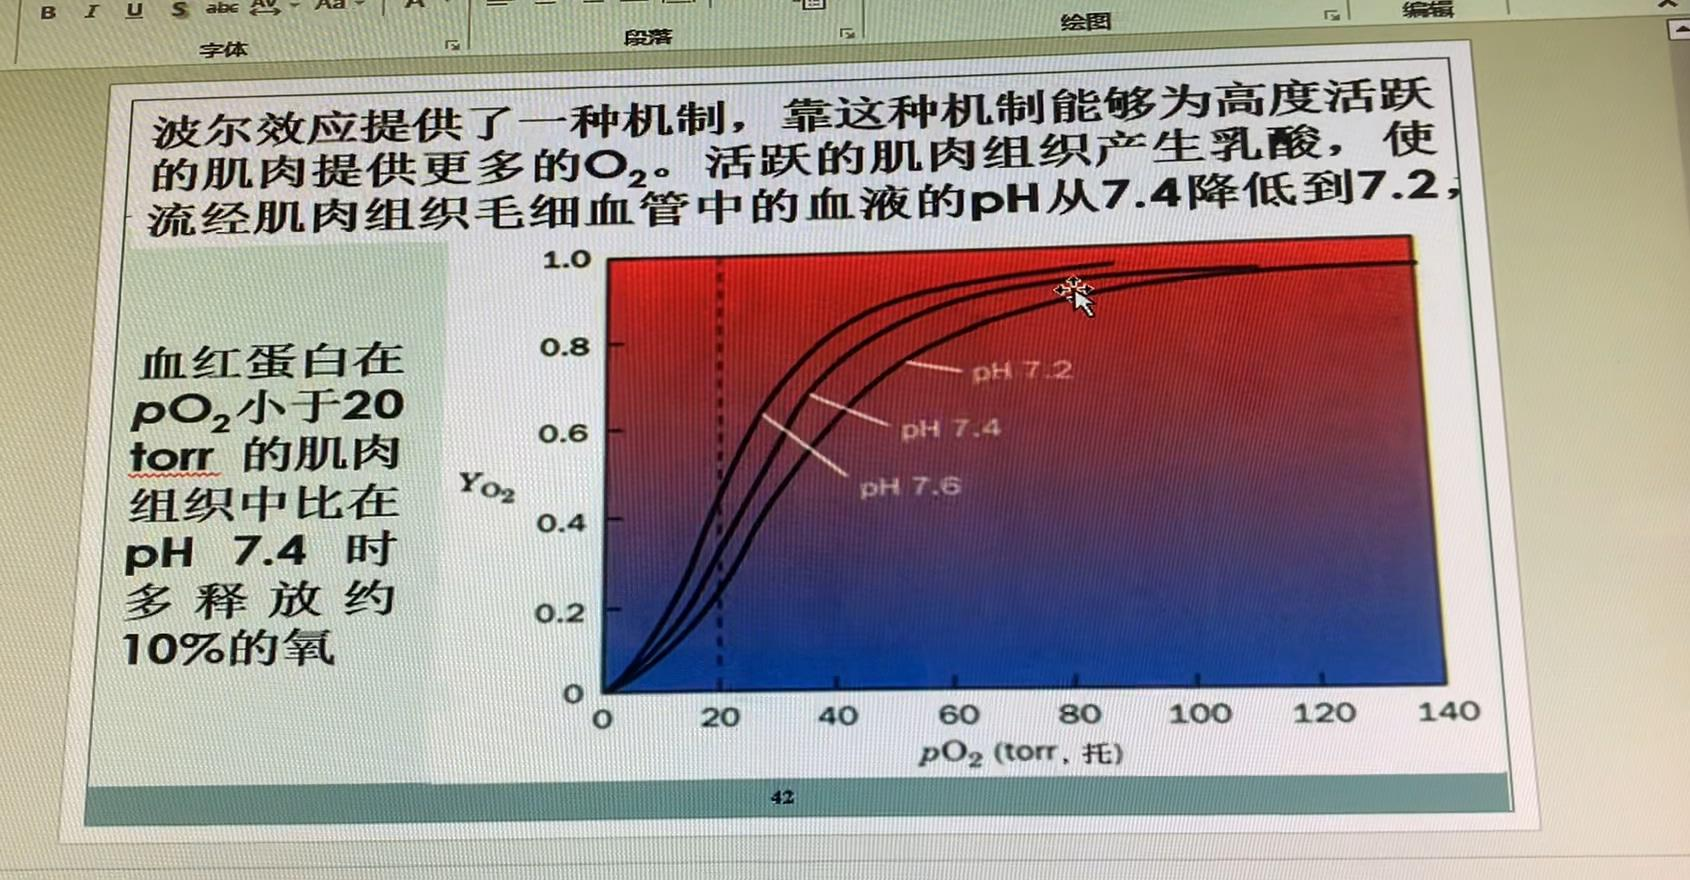 B I U S abc AV Aa A
字体 段落 绘图 编辑
波尔效应提供了一种机制，靠这种机制能够为高度活跃
的肌肉提供更多的O₂。活跃的肌肉组织产生乳酸，使
流经肌肉组织毛细血管中的血液的pH从7.4降低到7.2，
血红蛋白在
pO₂小于20
torr 的肌肉
组织中比在
pH 7.4 时
多释放约
10%的氧
1.0
0.8
0.6
0.4
0.2
0
YO₂
pH 7.2
pH 7.4
pH 7.6
0 20 40 60 80 100 120 140
pO₂ (torr，托)
42